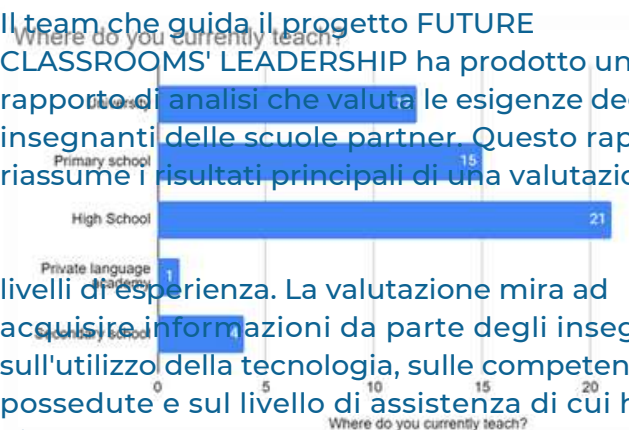 Il team che guida il progetto FUTURE
Where do you currently teach?
CLASSROOMS' LEADERSHIP ha prodotto un
rapporto di analisi che valuta le esigenze de
University
insegnanti delle scuole partner. Questo rap
Primary school 15
riassume i risultati principali di una valutazio
High School 21
Private language
academy 1
livelli di esperienza. La valutazione mira ad
acquisire informazioni da parte degli inseg
Secondary school 4
sull'utilizzo della tecnologia, sulle competen
0 5 10 15 20
possedute e sul livello di assistenza di cui h
Where do you currently teach?